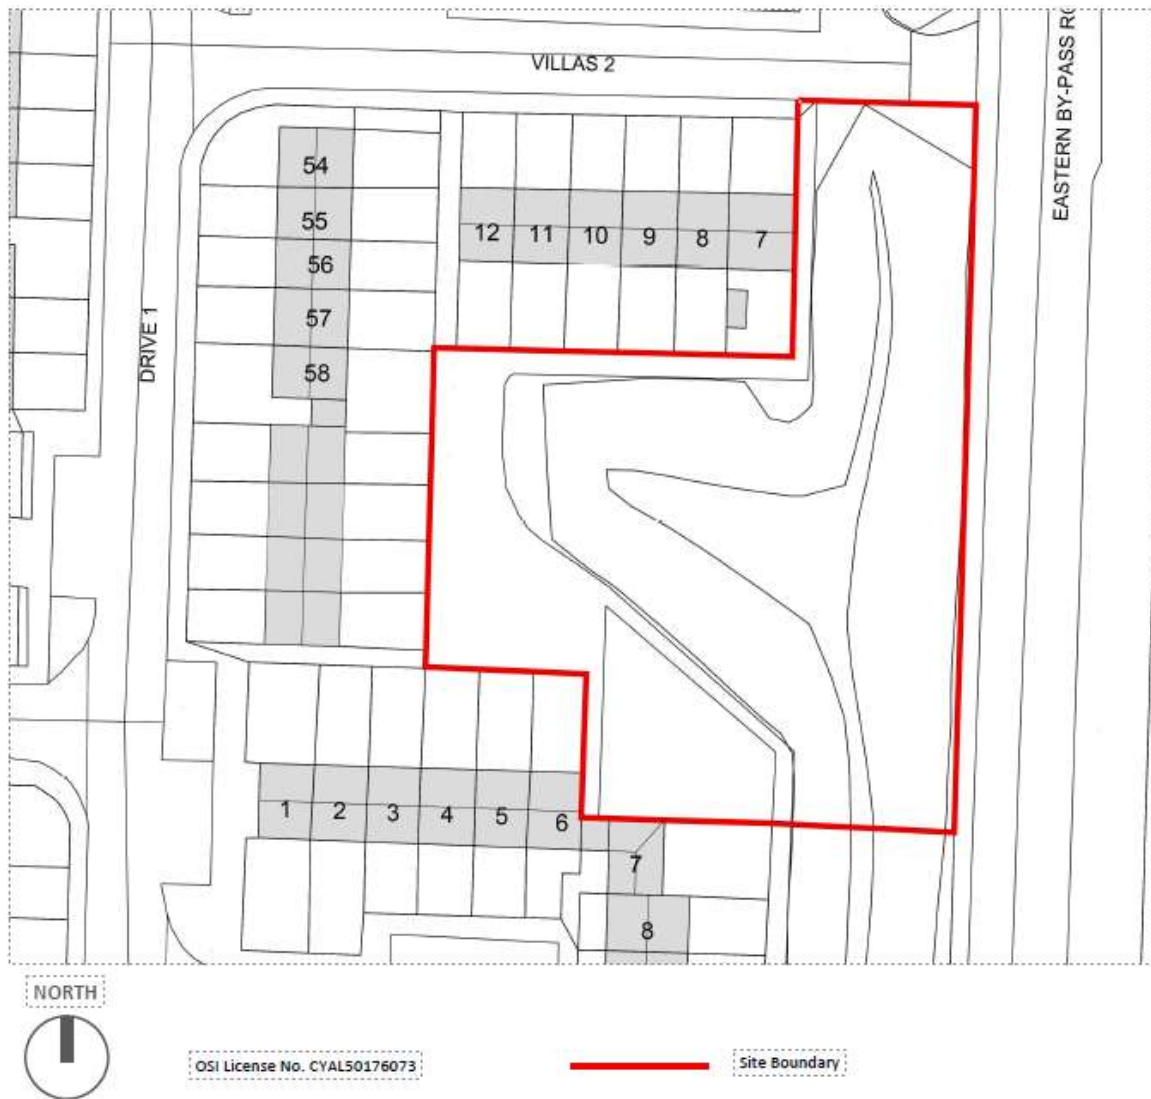 VILLAS 2
EASTERN BY-PASS RO
54
55
56
57
58
12 11 10 9 8 7
DRIVE 1
1 2 3 4 5 6
7
8
NORTH
OSI License No. CYAL50176073
Site Boundary